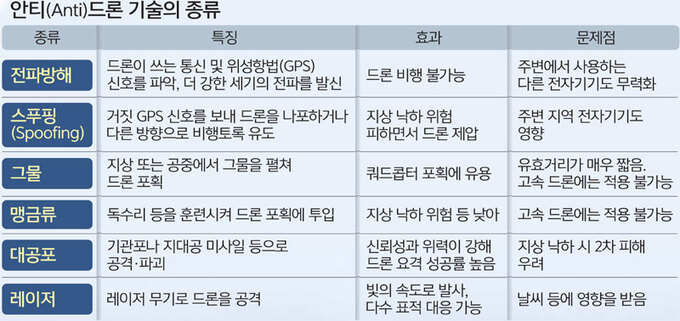 안티(Anti)드론 기술의 종류
종류
특징
효과
문제점
전파방해
드론이 쓰는 통신 및 위성항법(GPS)
신호를 파악, 더 강한 세기의 전파를 발신
드론 비행 불가능
주변에서 사용하는
다른 전자기기도 무력화
스푸핑
(Spoofing)
거짓 GPS 신호를 보내 드론을 나포하거나
다른 방향으로 비행토록 유도
지상 낙하 위험
피하면서 드론 제압
주변 지역 전자기기도
영향
그물
지상 또는 공중에서 그물을 펼쳐
드론 포획
쿼드콥터 포획에 유용
유효거리가 매우 짧음.
고속 드론에는 적용 불가능
맹금류
독수리 등을 훈련시켜 드론 포획에 투입
지상 낙하 위험 등 낮아
고속 드론에는 적용 불가능
대공포
기관포나 지대공 미사일 등으로
공격·파괴
신뢰성과 위력이 강해
드론 요격 성공률 높음
지상 낙하 시 2차 피해
우려
레이저
레이저 무기로 드론을 공격
빛의 속도로 발사,
다수 표적 대응 가능
날씨 등에 영향을 받음